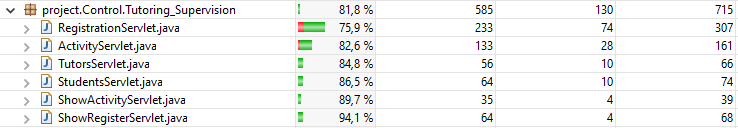 project.Control.Tutoring_Supervision 81,8 % 585 130 715
RegistrationServlet.java 75,9 % 233 74 307
ActivityServlet.java 82,6 % 133 28 161
TutorsServlet.java 84,8 % 56 10 66
StudentsServlet.java 86,5 % 64 10 74
ShowActivityServlet.java 89,7 % 35 4 39
ShowRegisterServlet.java 94,1 % 64 4 68